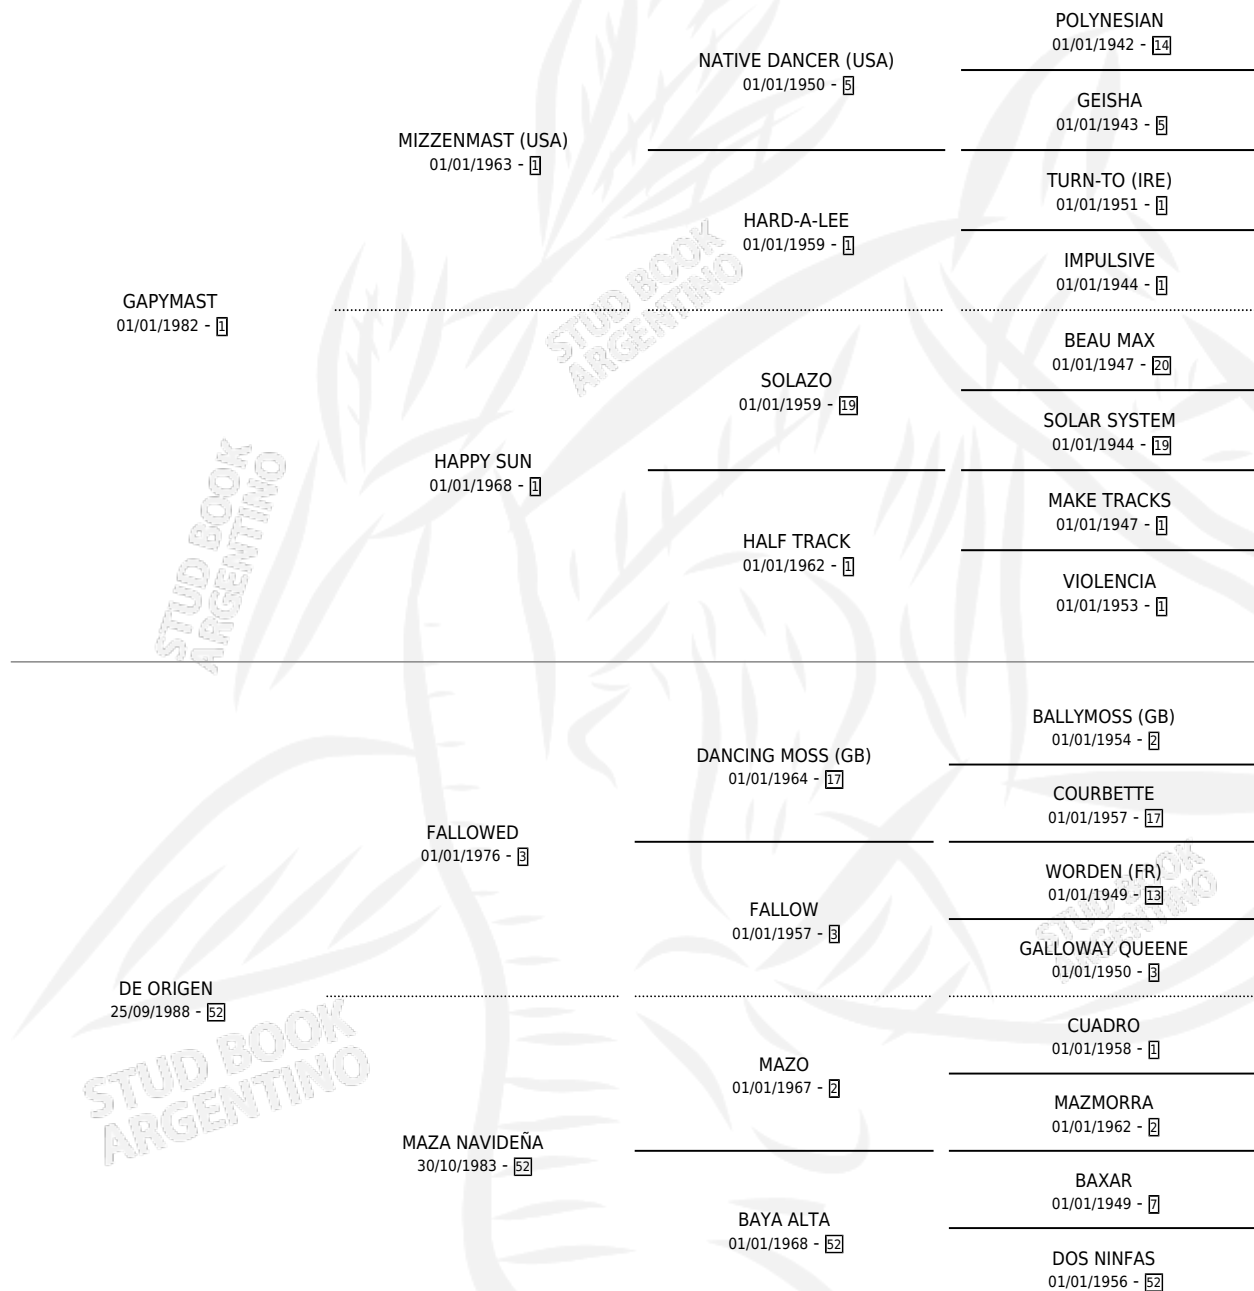 POLYNESIAN
01/01/1942 - 14
NATIVE DANCER (USA)
01/01/1950 - 5
GEISHA
01/01/1943 - 5
MIZZENMAST (USA)
01/01/1963 - 1
TURN-TO (IRE)
01/01/1951 - 1
HARD-A-LEE
01/01/1959 - 1
IMPULSIVE
01/01/1944 - 1
GAPYMAST
01/01/1982 - 1
BEAU MAX
01/01/1947 - 20
SOLAZO
01/01/1959 - 19
SOLAR SYSTEM
01/01/1944 - 19
HAPPY SUN
01/01/1968 - 1
MAKE TRACKS
01/01/1947 - 1
HALF TRACK
01/01/1962 - 1
VIOLENCIA
01/01/1953 - 1
BALLYMOSS (GB)
01/01/1954 - 2
DANCING MOSS (GB)
01/01/1964 - 17
COURBETTE
01/01/1957 - 17
FALLOWED
01/01/1976 - 3
WORDEN (FR)
01/01/1949 - 13
FALLOW
01/01/1957 - 3
GALLOWAY QUEENE
01/01/1950 - 3
DE ORIGEN
25/09/1988 - 52
CUADRO
01/01/1958 - 1
MAZO
01/01/1967 - 2
MAZMORRA
01/01/1962 - 2
MAZA NAVIDEÑA
30/10/1983 - 52
BAXAR
01/01/1949 - 7
BAYA ALTA
01/01/1968 - 52
DOS NINFAS
01/01/1956 - 52
STUD BOOK
ARGENTINO
STUD BOOK
ARGENTINO
STUD BOOK
ARGENTINO
STUD BOOK
ARGENTINO